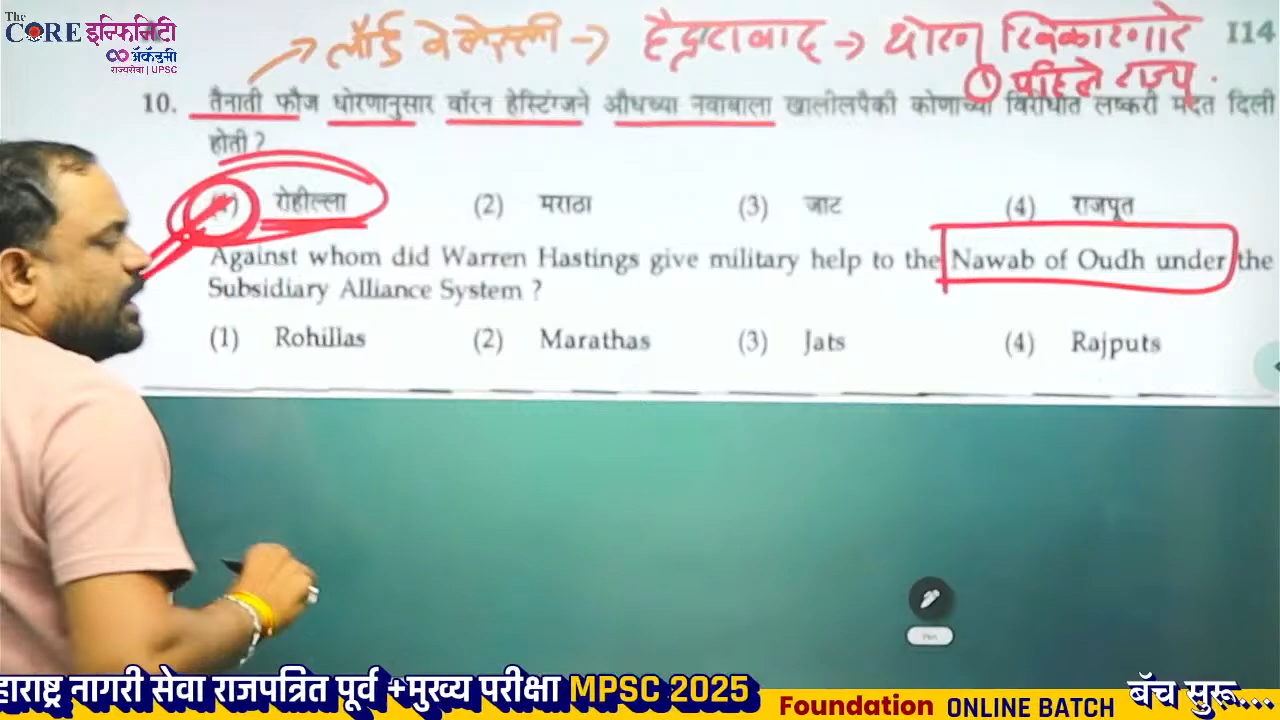 The CORE इन्फिनिटी
अ‍ॅकॅडमी
राज्यसेवा | UPSC
→ लॉर्ड वेलेस्ली → हैद्राबाद → धोरण स्विकारणारे
① पहिले राज्य.
I14
10. तैनाती फौज धोरणानुसार वॉरन हेस्टिंग्जने औधच्या नवाबाला खालीलपैकी कोणाच्या विरोधात लष्करी मदत दिली
होती ?
(1) रोहील्ला (2) मराठा (3) जाट (4) राजपूत
Against whom did Warren Hastings give military help to the Nawab of Oudh under the
Subsidiary Alliance System ?
(1) Rohillas (2) Marathas (3) Jats (4) Rajputs
Pen
हाराष्ट्र नागरी सेवा राजपत्रित पूर्व +मुख्य परीक्षा MPSC 2025
Foundation ONLINE BATCH बॅच सुरू...